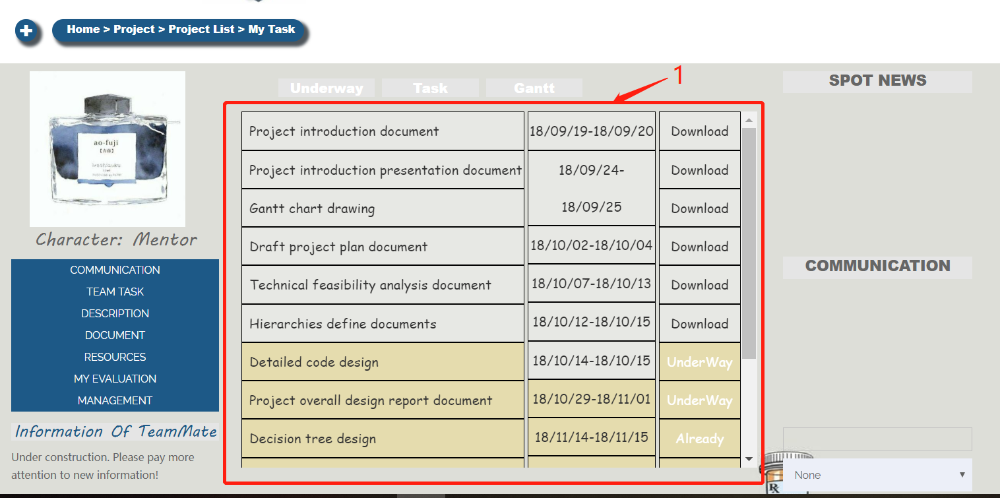 Home > Project > Project List > My Task
ao-fuji
iroshizuku
Character: Mentor
COMMUNICATION
TEAM TASK
DESCRIPTION
DOCUMENT
RESOURCES
MY EVALUATION
MANAGEMENT
Information Of TeamMate
Under construction. Please pay more
attention to new information!
Underway Task Gantt
1
Project introduction document 18/09/19-18/09/20 Download
Project introduction presentation document 18/09/24- Download
Gantt chart drawing 18/09/25 Download
Draft project plan document 18/10/02-18/10/04 Download
Technical feasibility analysis document 18/10/07-18/10/13 Download
Hierarchies define documents 18/10/12-18/10/15 Download
Detailed code design 18/10/14-18/10/15 UnderWay
Project overall design report document 18/10/29-18/11/01 UnderWay
Decision tree design 18/11/14-18/11/15 Already
SPOT NEWS
COMMUNICATION
None